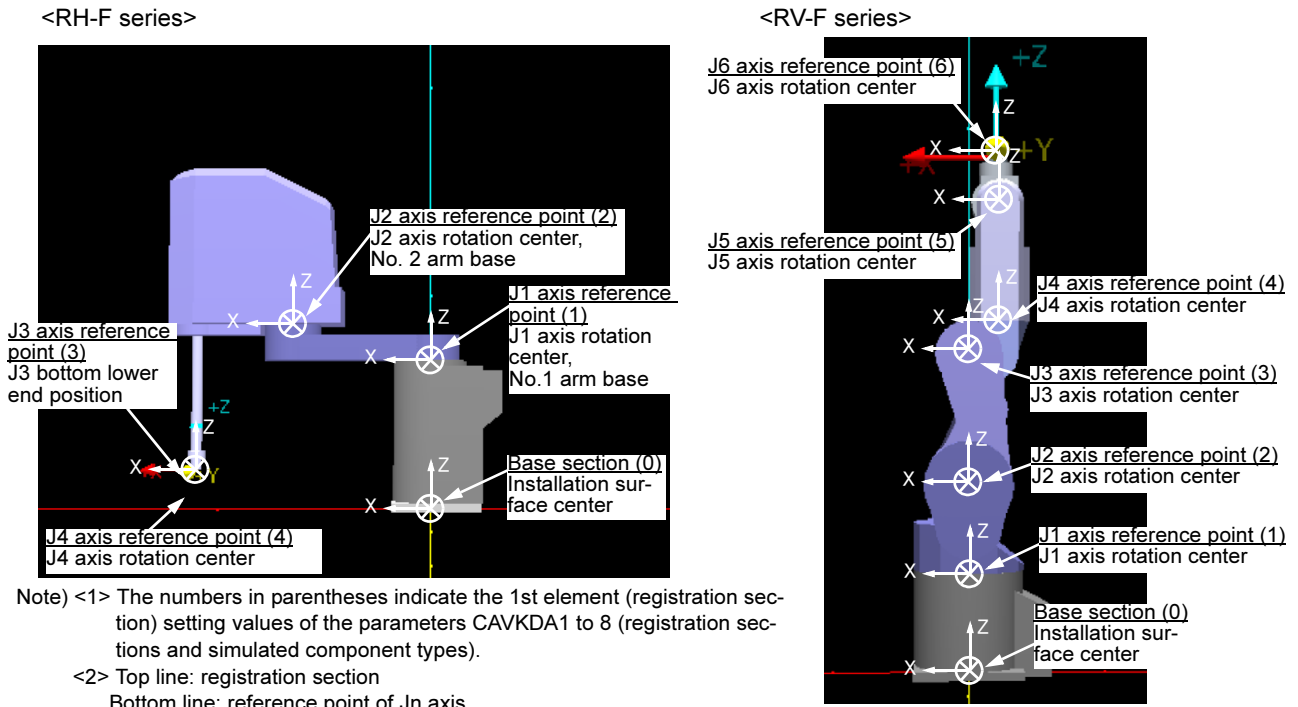 <RH-F series>
J2 axis reference point (2)
J2 axis rotation center,
No. 2 arm base
Z
X
J1 axis reference
point (1)
J1 axis rotation
center,
No.1 arm base
Z
X
J3 axis reference
point (3)
J3 bottom lower
end position
+Z
Z
X
+X
+Y
Base section (0)
Installation sur-
face center
Z
X
J4 axis reference point (4)
J4 axis rotation center
Note) <1> The numbers in parentheses indicate the 1st element (registration sec-
tion) setting values of the parameters CAVKDA1 to 8 (registration sec-
tions and simulated component types).
<2> Top line: registration section
Bottom line: reference point of Jn axis
<RV-F series>
J6 axis reference point (6)
J6 axis rotation center
+Z
Z
X
+X
+Y
Z
X
J5 axis reference point (5)
J5 axis rotation center
Z
X
J4 axis reference point (4)
J4 axis rotation center
Z
X
J3 axis reference point (3)
J3 axis rotation center
Z
X
J2 axis reference point (2)
J2 axis rotation center
Z
X
J1 axis reference point (1)
J1 axis rotation center
Z
X
Base section (0)
Installation sur-
face center